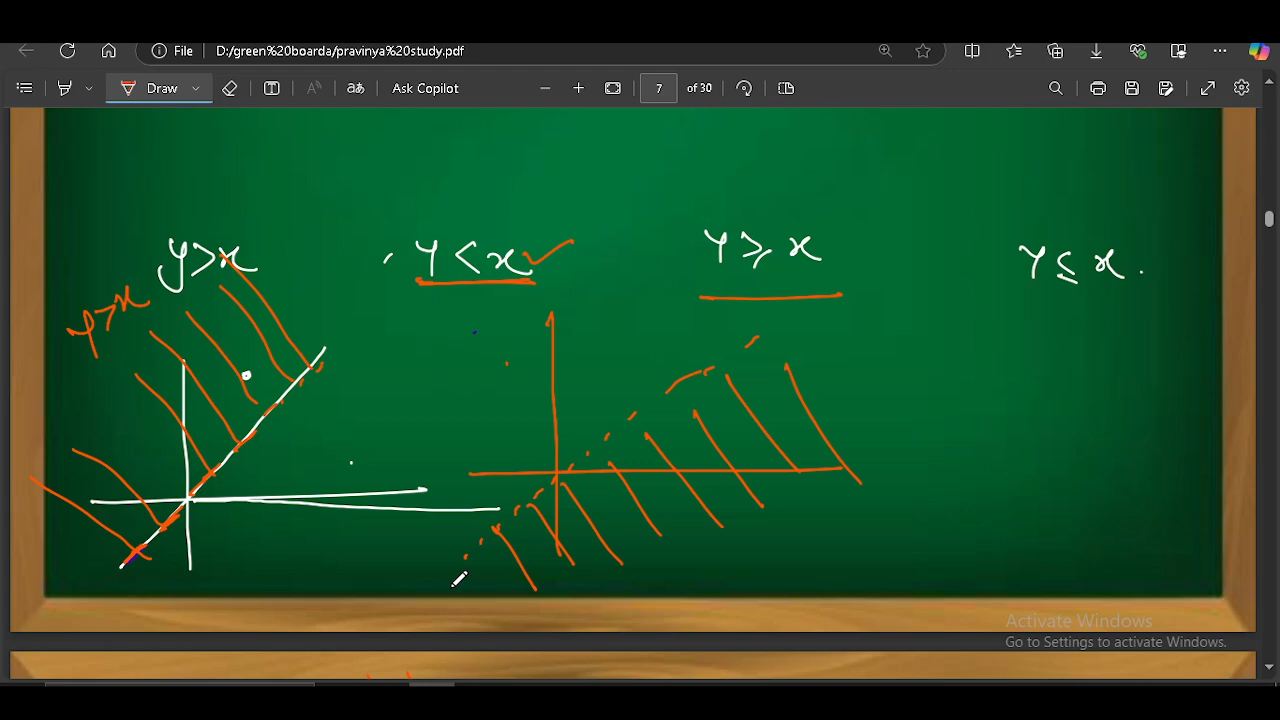 File D:/green%20boarda/pravinya%20study.pdf
Draw Ask Copilot 7 of 30
y>x Y<x Y⩾x Y≤x.
y>x
Activate Windows
Go to Settings to activate Windows.